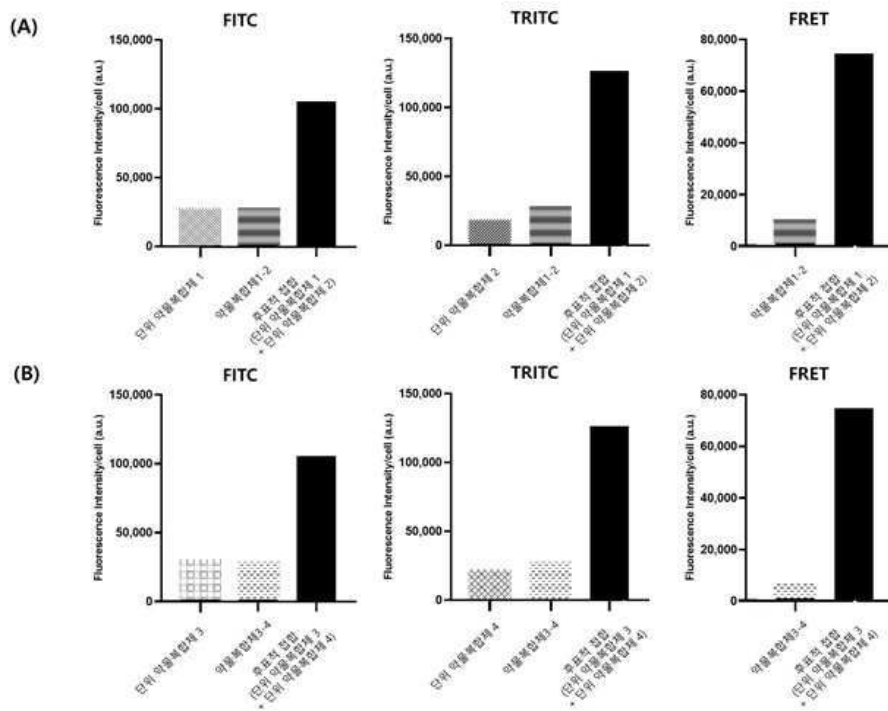 (A)
FITC
Fluorescence Intensity/cell (a.u.)
150,000
100,000
50,000
0
단위 약물복합체 1
약물복합체1-2
후표적 접합
(단위 약물복합체 1
+ 단위 약물복합체 2)
TRITC
Fluorescence Intensity/cell (a.u.)
150,000
100,000
50,000
0
단위 약물복합체 2
약물복합체1-2
후표적 접합
(단위 약물복합체 1
+ 단위 약물복합체 2)
FRET
Fluorescence Intensity/cell (a.u.)
80,000
60,000
40,000
20,000
0
약물복합체1-2
후표적 접합
(단위 약물복합체 1
+ 단위 약물복합체 2)
(B)
FITC
Fluorescence Intensity/cell (a.u.)
150,000
100,000
50,000
0
단위 약물복합체 3
약물복합체3-4
후표적 접합
(단위 약물복합체 3
+ 단위 약물복합체 4)
TRITC
Fluorescence Intensity/cell (a.u.)
150,000
100,000
50,000
0
단위 약물복합체 4
약물복합체3-4
후표적 접합
(단위 약물복합체 3
+ 단위 약물복합체 4)
FRET
Fluorescence Intensity/cell (a.u.)
80,000
60,000
40,000
20,000
0
약물복합체3-4
후표적 접합
(단위 약물복합체 3
+ 단위 약물복합체 4)